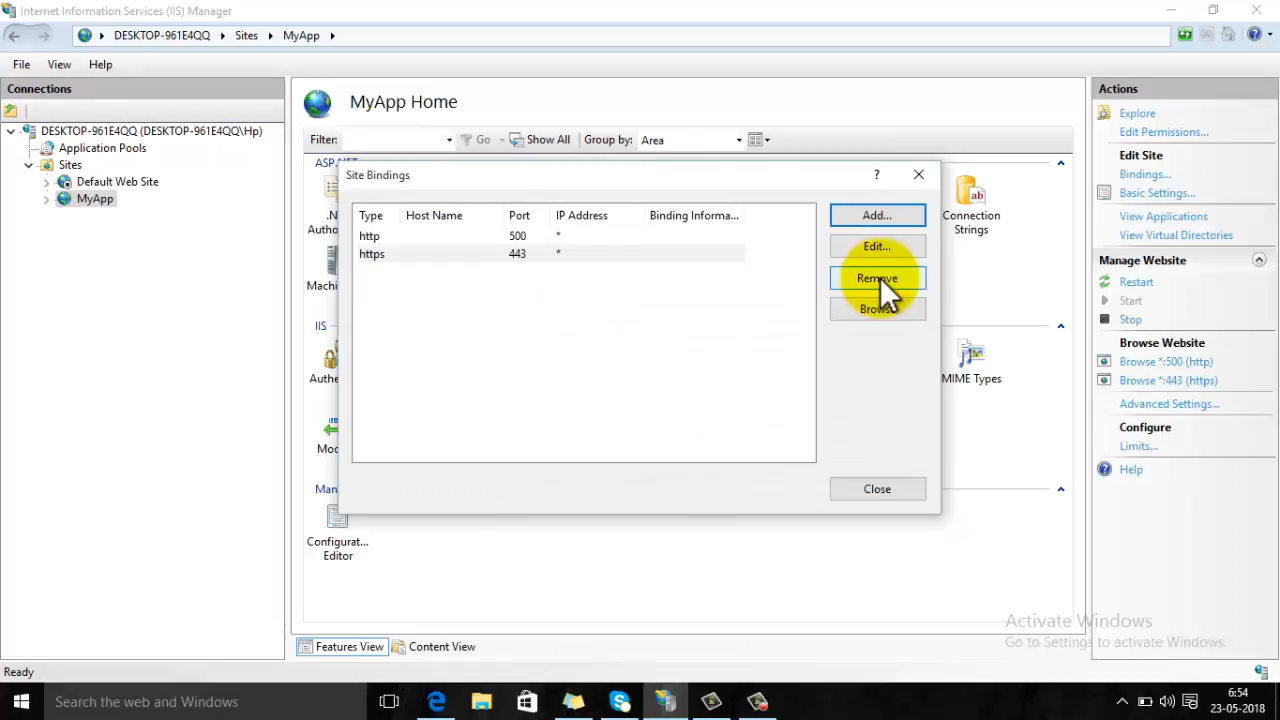 Internet Information Services (IIS) Manager
DESKTOP-961E4QQ Sites MyApp
File View Help
Connections
DESKTOP-961E4QQ (DESKTOP-961E4QQ\Hp)
Application Pools
Sites
Default Web Site
MyApp
MyApp Home
Filter: Go Show All Group by: Area
ASP.NET
.N
Autho
Machi
Connection
Strings
IIS
Authe
Mod
MIME Types
Man
Configurat...
Editor
Site Bindings
Type Host Name Port IP Address Binding Informa...
http 500 *
https 443 *
Add...
Edit...
Remove
Browse
Close
Features View Content View
Actions
Explore
Edit Permissions...
Edit Site
Bindings...
Basic Settings...
View Applications
View Virtual Directories
Manage Website
Restart
Start
Stop
Browse Website
Browse *:500 (http)
Browse *:443 (https)
Advanced Settings...
Configure
Limits...
Help
Activate Windows
Go to Settings to activate Windows.
Ready
Search the web and Windows
6:54
23-05-2018